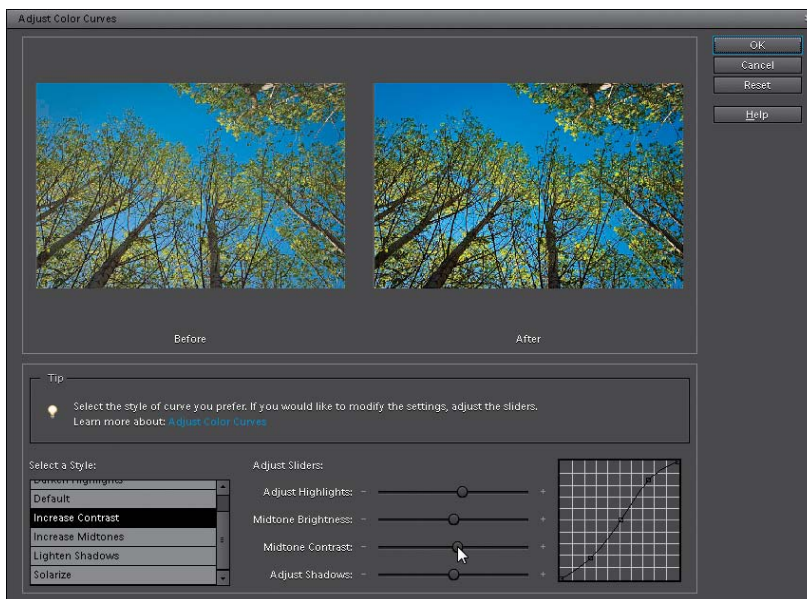 Adjust Color Curves
OK
Cancel
Reset
Help
Before
After
Tip
Select the style of curve you prefer. If you would like to modify the settings, adjust the sliders.
Learn more about: Adjust Color Curves
Select a Style:
Darken Highlights
Default
Increase Contrast
Increase Midtones
Lighten Shadows
Solarize
Adjust Sliders:
Adjust Highlights: - +
Midtone Brightness: - +
Midtone Contrast: - +
Adjust Shadows: - +